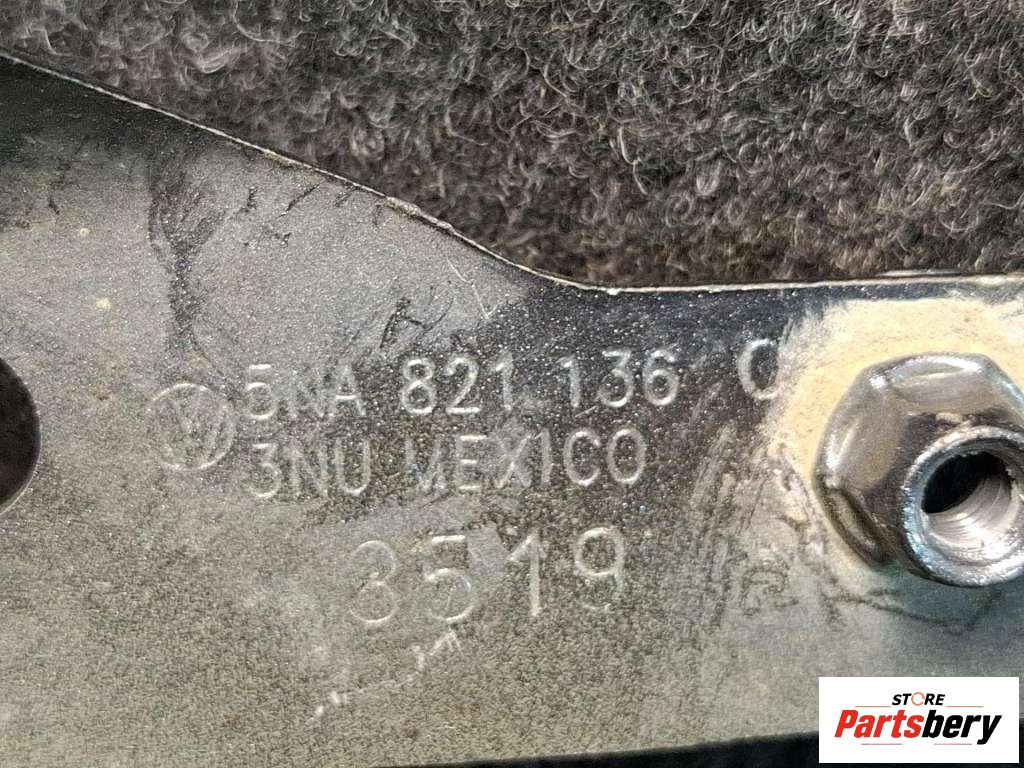 5NA 821 136 C
3NU MEXICO
3519
STORE
Partsbery